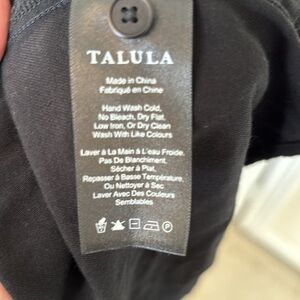 TALULA
Made in China
Fabriqué en Chine
Hand Wash Cold,
No Bleach, Dry Flat.
Low Iron, Or Dry Clean
Wash With Like Colours
Laver à La Main à L'eau Froide.
Pas De Blanchiment.
Sécher à Plat.
Repasser à Basse Température.
Ou Nettoyer à Sec
Laver Avec Des Couleurs
Semblables